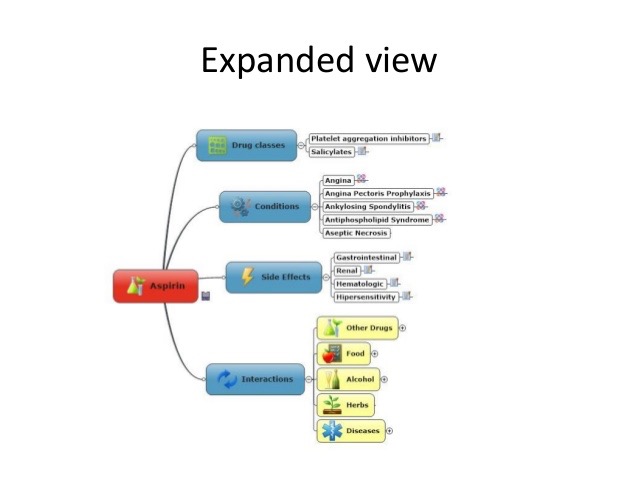 Expanded view
Drug classes
Platelet aggregation inhibitors
Salicylates
Conditions
Angina
Angina Pectoris Prophylaxis
Ankylosing Spondylitis
Antiphospholipid Syndrome
Aseptic Necrosis
Aspirin
Side Effects
Gastrointestinal
Renal
Hematologic
Hipersensitivity
Interactions
Other Drugs
Food
Alcohol
Herbs
Diseases